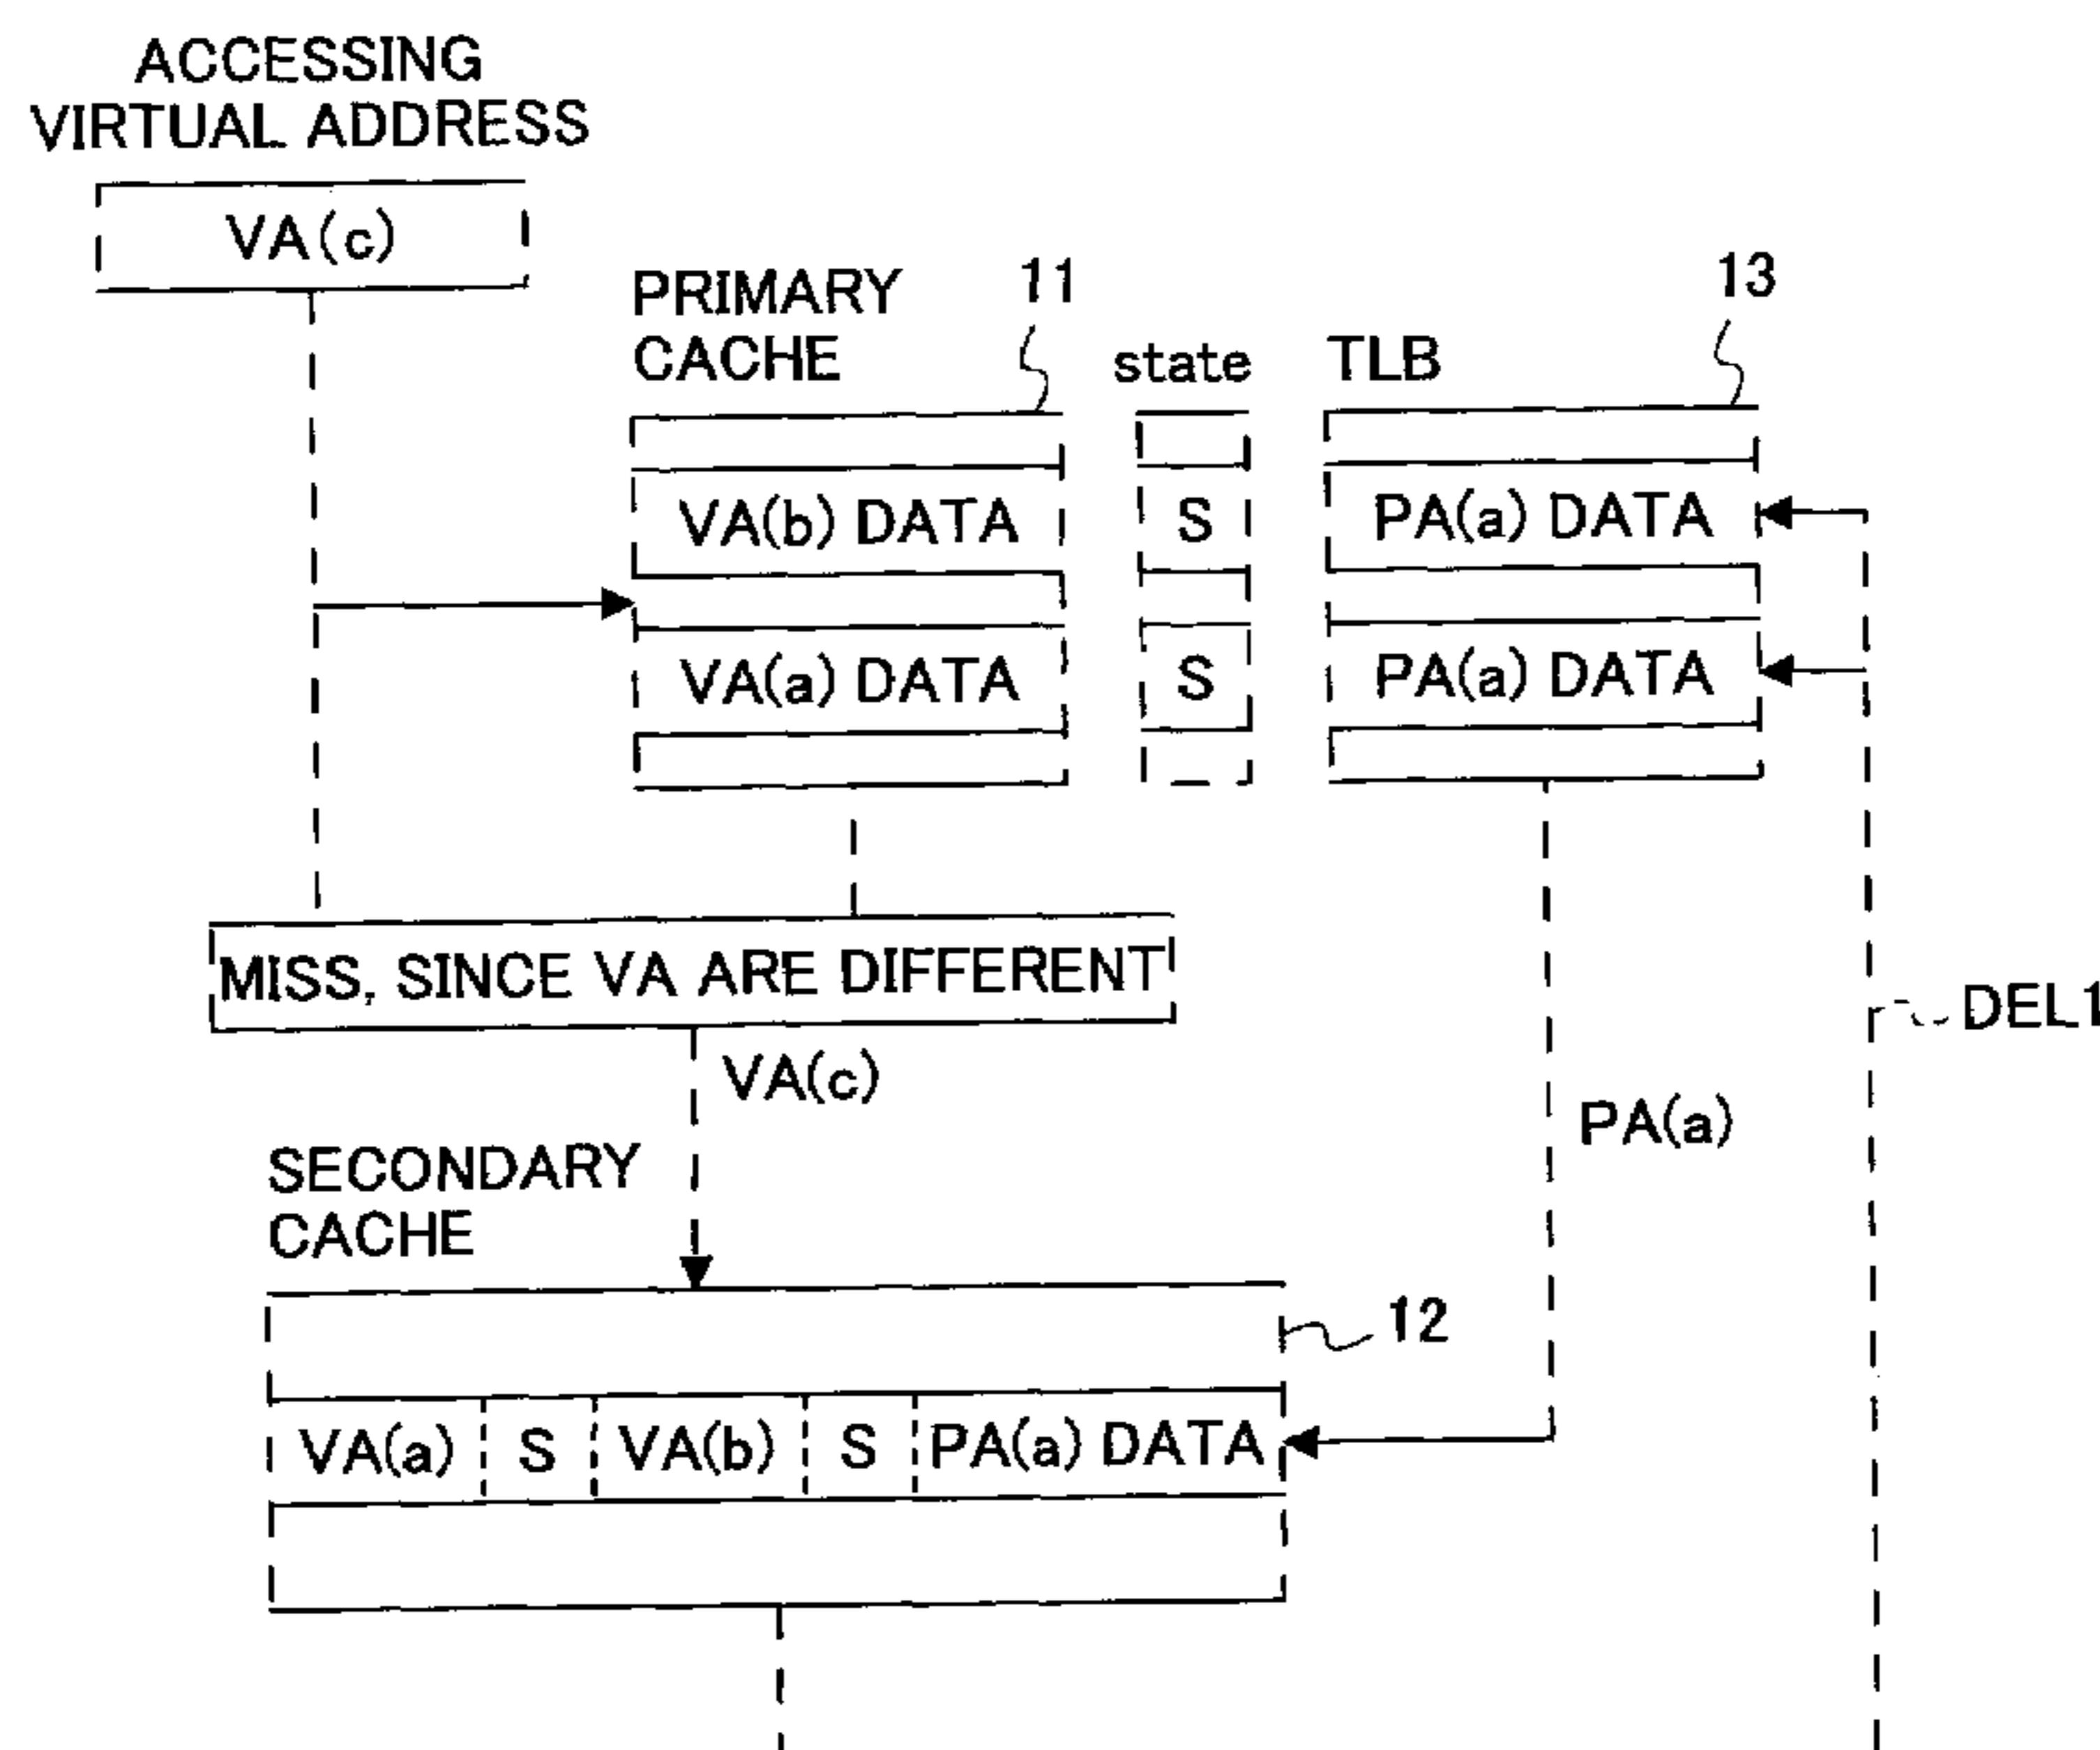 ACCESSING
VIRTUAL ADDRESS
VA(c)
PRIMARY
CACHE
11
state
TLB
13
VA(b) DATA
S
PA(a) DATA
VA(a) DATA
S
PA(a) DATA
MISS, SINCE VA ARE DIFFERENT
DEL1
VA(c)
PA(a)
SECONDARY
CACHE
12
VA(a) S VA(b) S PA(a) DATA